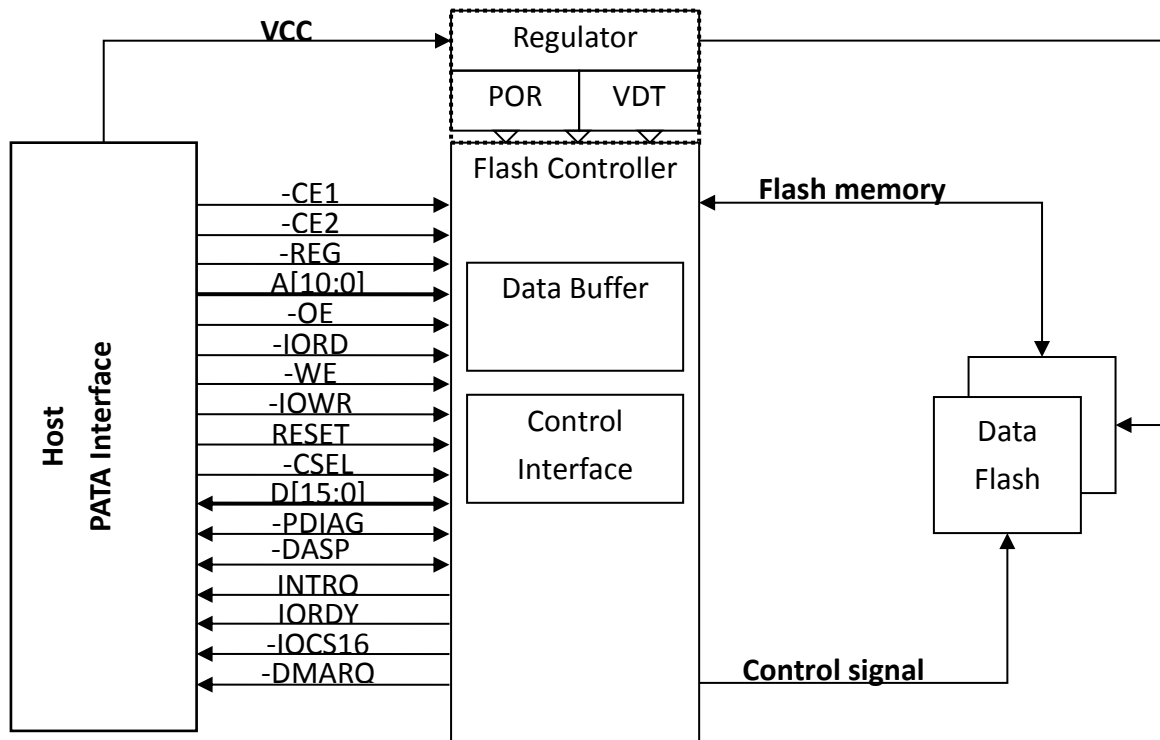 VCC
Regulator
POR
VDT
Flash Controller
-CE1
-CE2
-REG
A[10:0]
-OE
-IORD
-WE
-IOWR
RESET
-CSEL
D[15:0]
-PDIAG
-DASP
INTRQ
IORDY
-IOCS16
-DMARQ
Host
PATA Interface
Data Buffer
Control
Interface
Flash memory
Data
Flash
Control signal